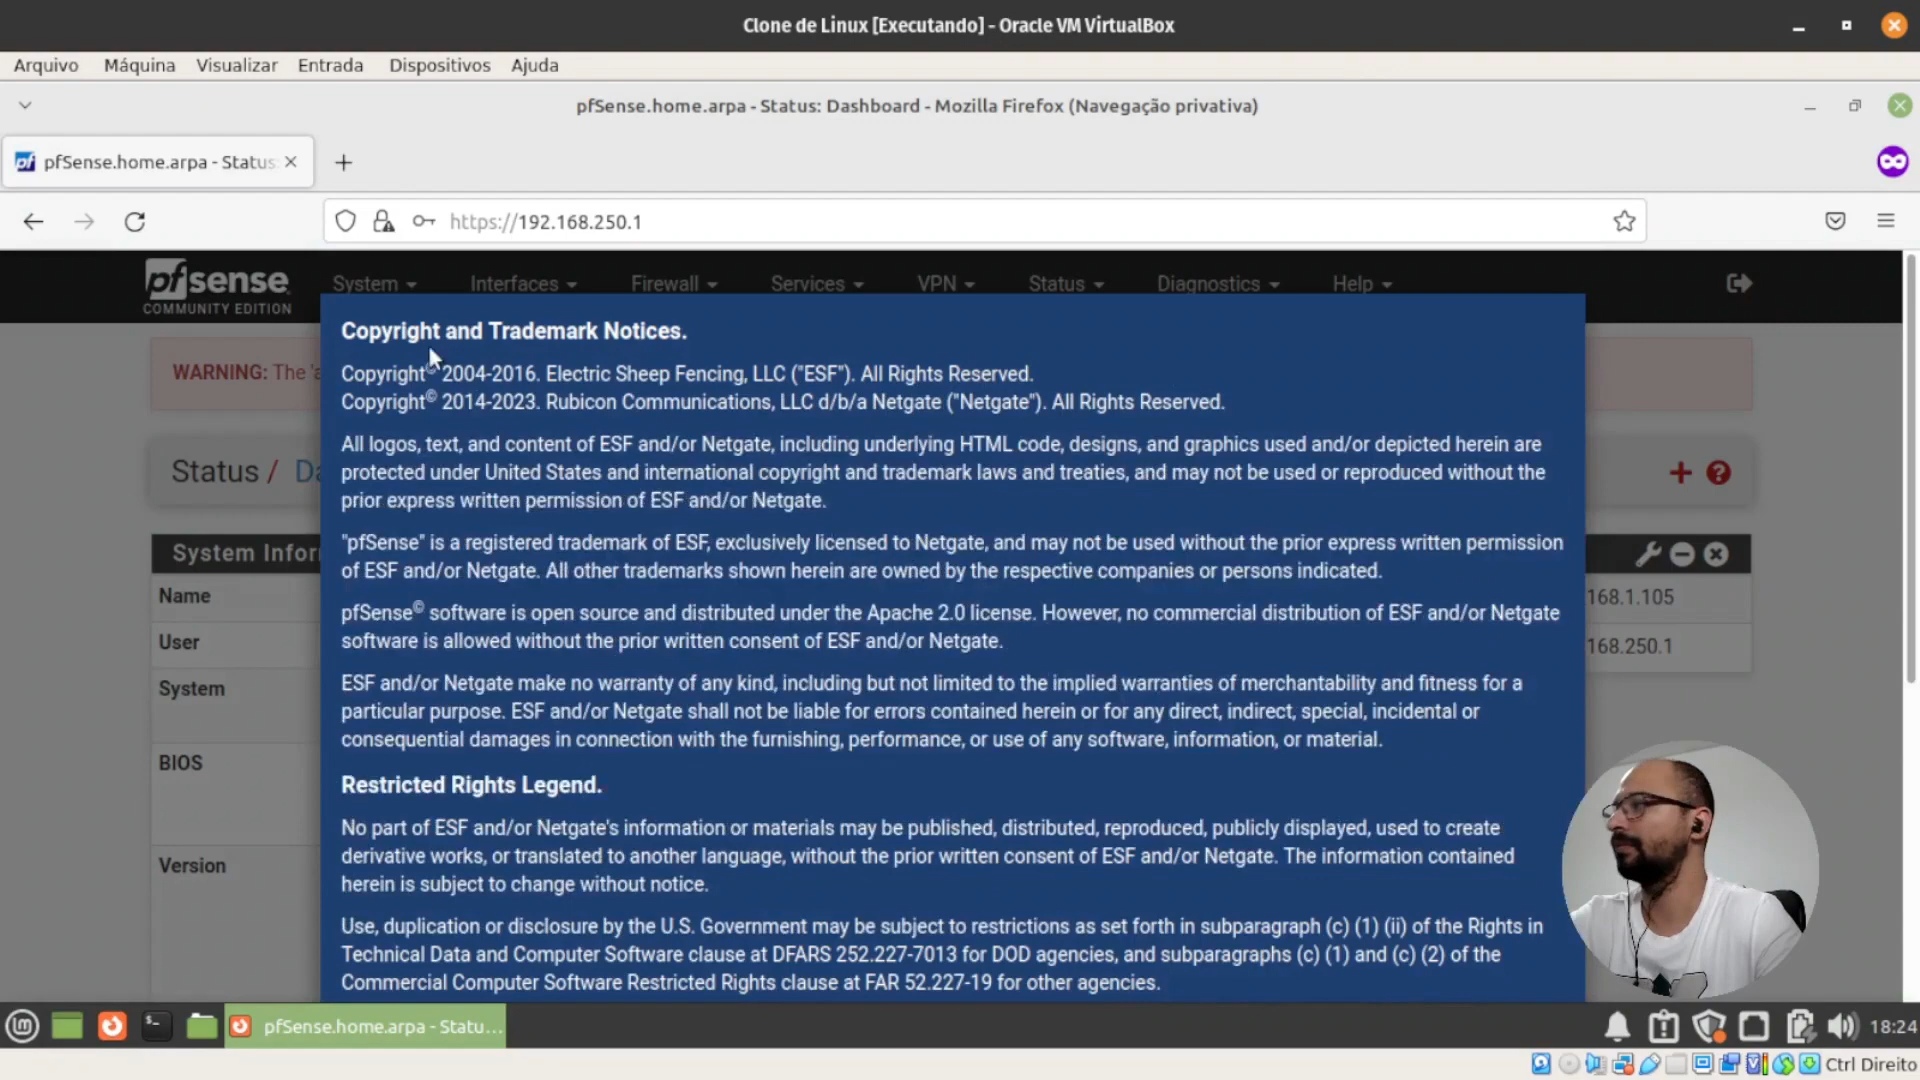 Clone de Linux [Executando] - Oracle VM VirtualBox
Arquivo Máquina Visualizar Entrada Dispositivos Ajuda
pfSense.home.arpa - Status: Dashboard - Mozilla Firefox (Navegação privativa)
pfSense.home.arpa - Status
https://192.168.250.1
pfsense
COMMUNITY EDITION
System Interfaces Firewall Services VPN Status Diagnostics Help
WARNING: The 'a
Status / Da
System Infor
Name
User
System
BIOS
Version
Copyright and Trademark Notices.
Copyright© 2004-2016. Electric Sheep Fencing, LLC ("ESF"). All Rights Reserved.
Copyright© 2014-2023. Rubicon Communications, LLC d/b/a Netgate ("Netgate"). All Rights Reserved.
All logos, text, and content of ESF and/or Netgate, including underlying HTML code, designs, and graphics used and/or depicted herein are
protected under United States and international copyright and trademark laws and treaties, and may not be used or reproduced without the
prior express written permission of ESF and/or Netgate.
"pfSense" is a registered trademark of ESF, exclusively licensed to Netgate, and may not be used without the prior express written permission
of ESF and/or Netgate. All other trademarks shown herein are owned by the respective companies or persons indicated.
pfSense© software is open source and distributed under the Apache 2.0 license. However, no commercial distribution of ESF and/or Netgate
software is allowed without the prior written consent of ESF and/or Netgate.
ESF and/or Netgate make no warranty of any kind, including but not limited to the implied warranties of merchantability and fitness for a
particular purpose. ESF and/or Netgate shall not be liable for errors contained herein or for any direct, indirect, special, incidental or
consequential damages in connection with the furnishing, performance, or use of any software, information, or material.
Restricted Rights Legend.
No part of ESF and/or Netgate's information or materials may be published, distributed, reproduced, publicly displayed, used to create
derivative works, or translated to another language, without the prior written consent of ESF and/or Netgate. The information contained
herein is subject to change without notice.
Use, duplication or disclosure by the U.S. Government may be subject to restrictions as set forth in subparagraph (c) (1) (ii) of the Rights in
Technical Data and Computer Software clause at DFARS 252.227-7013 for DOD agencies, and subparagraphs (c) (1) and (c) (2) of the
Commercial Computer Software Restricted Rights clause at FAR 52.227-19 for other agencies.
168.1.105
168.250.1
pfSense.home.arpa - Statu...
18:24
Ctrl Direito